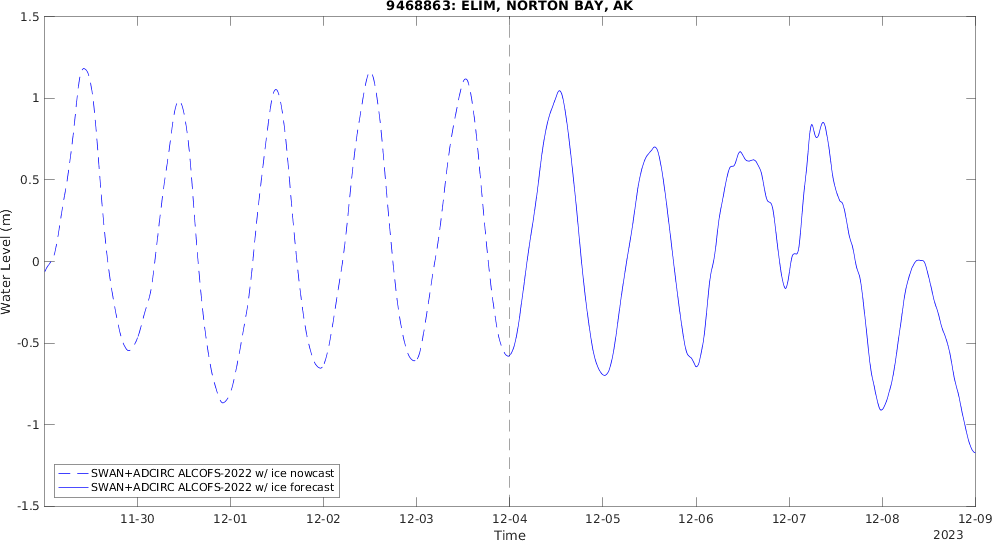 9468863: ELIM, NORTON BAY, AK
1.5
1
0.5
0
-0.5
-1
-1.5
Water Level (m)
SWAN+ADCIRC ALCOFS-2022 w/ ice nowcast
SWAN+ADCIRC ALCOFS-2022 w/ ice forecast
11-30 12-01 12-02 12-03 12-04 12-05 12-06 12-07 12-08 12-09
Time
2023